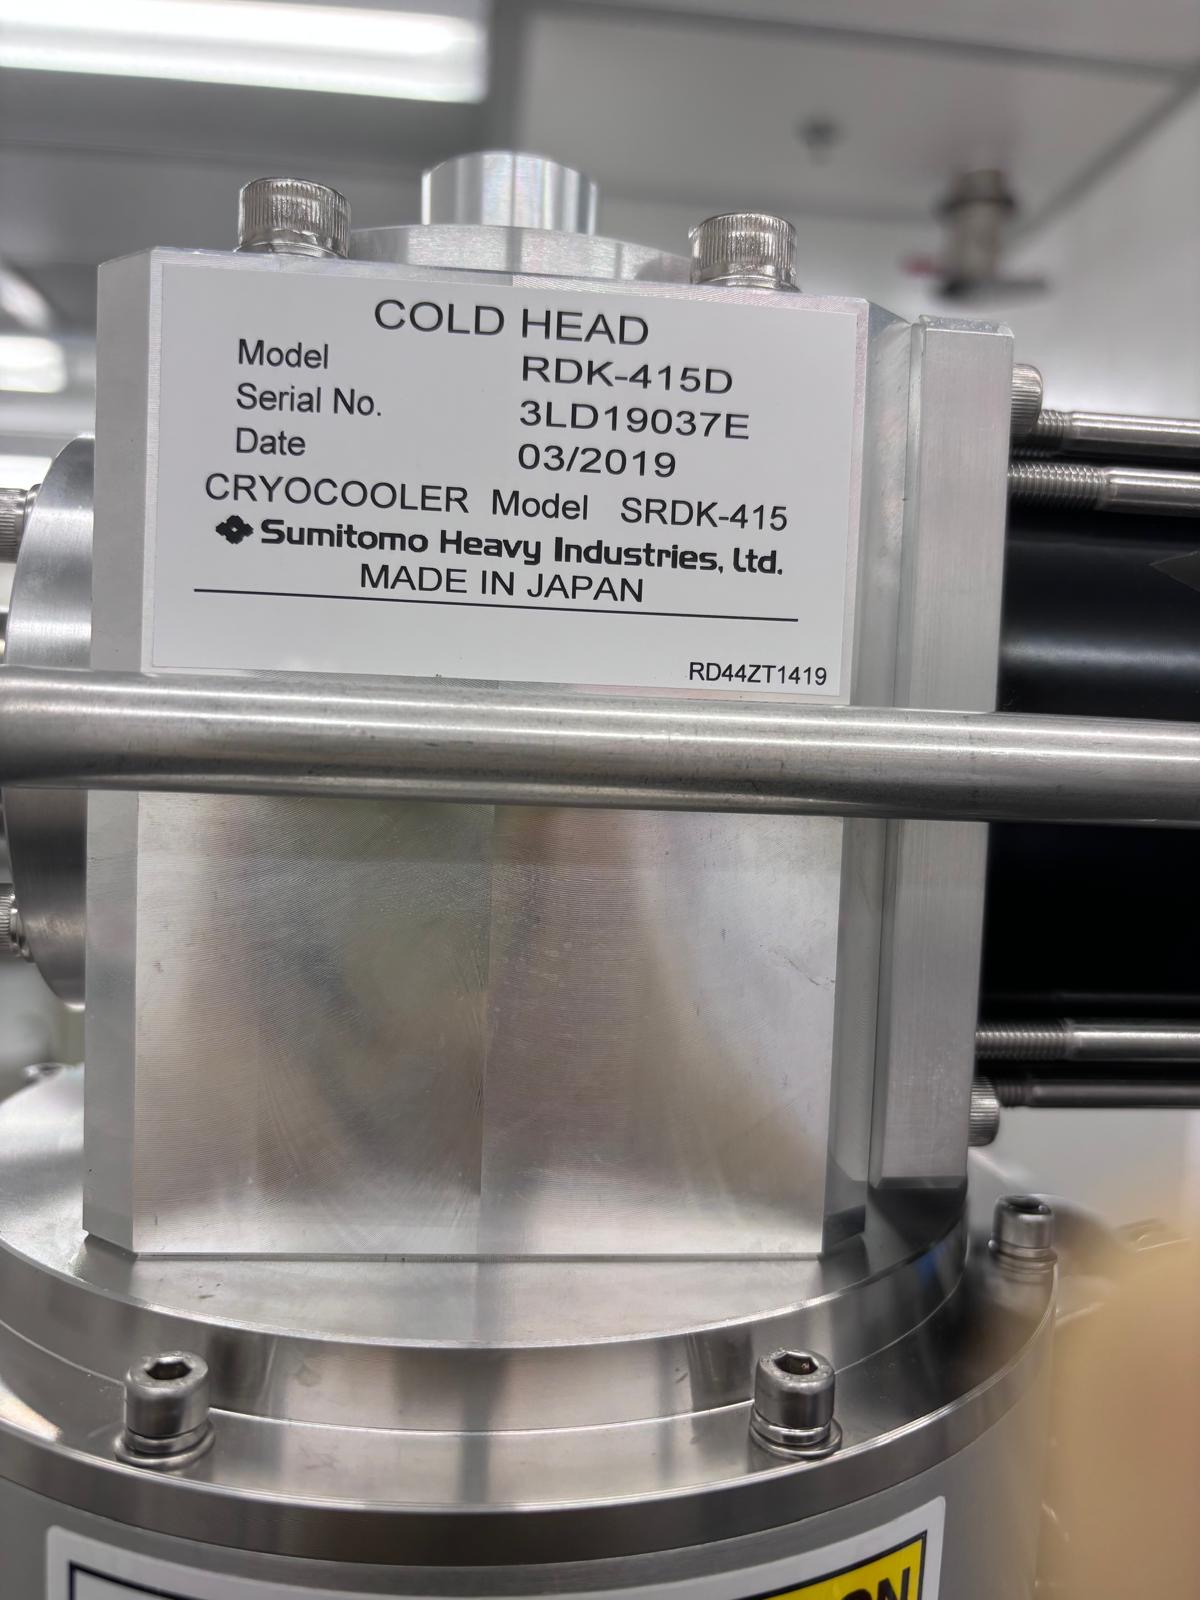 COLD HEAD
Model RDK-415D
Serial No. 3LD19037E
Date 03/2019
CRYOCOOLER Model SRDK-415
Sumitomo Heavy Industries, Ltd.
MADE IN JAPAN
RD44ZT1419